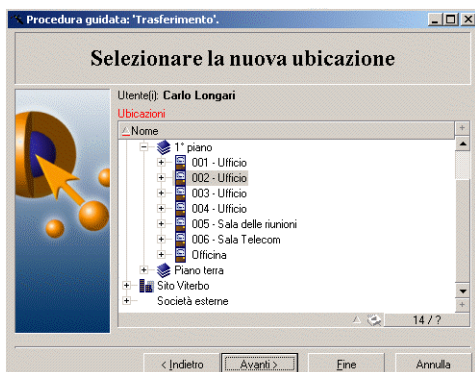 Procedura guidata: 'Trasferimento'.
Selezionare la nuova ubicazione
Utente(i): Carlo Longari
Ubicazioni
Nome
1° piano
001 - Ufficio
002 - Ufficio
003 - Ufficio
004 - Ufficio
005 - Sala delle riunioni
006 - Sala Telecom
Officina
Piano terra
Sito Viterbo
Società esterne
14 / ?
< Indietro Avanti > Fine Annulla